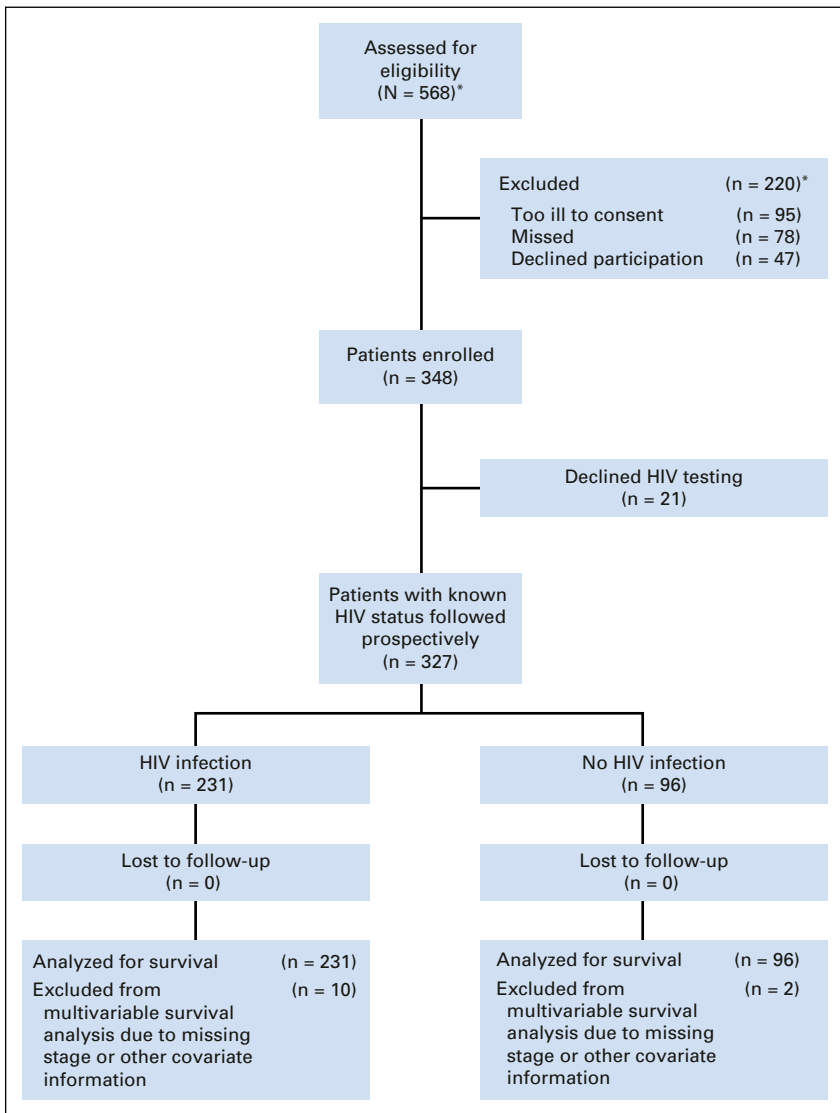 Assessed for
eligibility
(N = 568)*
Excluded (n = 220)*
Too ill to consent (n = 95)
Missed (n = 78)
Declined participation (n = 47)
Patients enrolled
(n = 348)
Declined HIV testing
(n = 21)
Patients with known
HIV status followed
prospectively
(n = 327)
HIV infection
(n = 231)
No HIV infection
(n = 96)
Lost to follow-up
(n = 0)
Lost to follow-up
(n = 0)
Analyzed for survival (n = 231)
Excluded from (n = 10)
multivariable survival
analysis due to missing
stage or other covariate
information
Analyzed for survival (n = 96)
Excluded from (n = 2)
multivariable survival
analysis due to missing
stage or other covariate
information